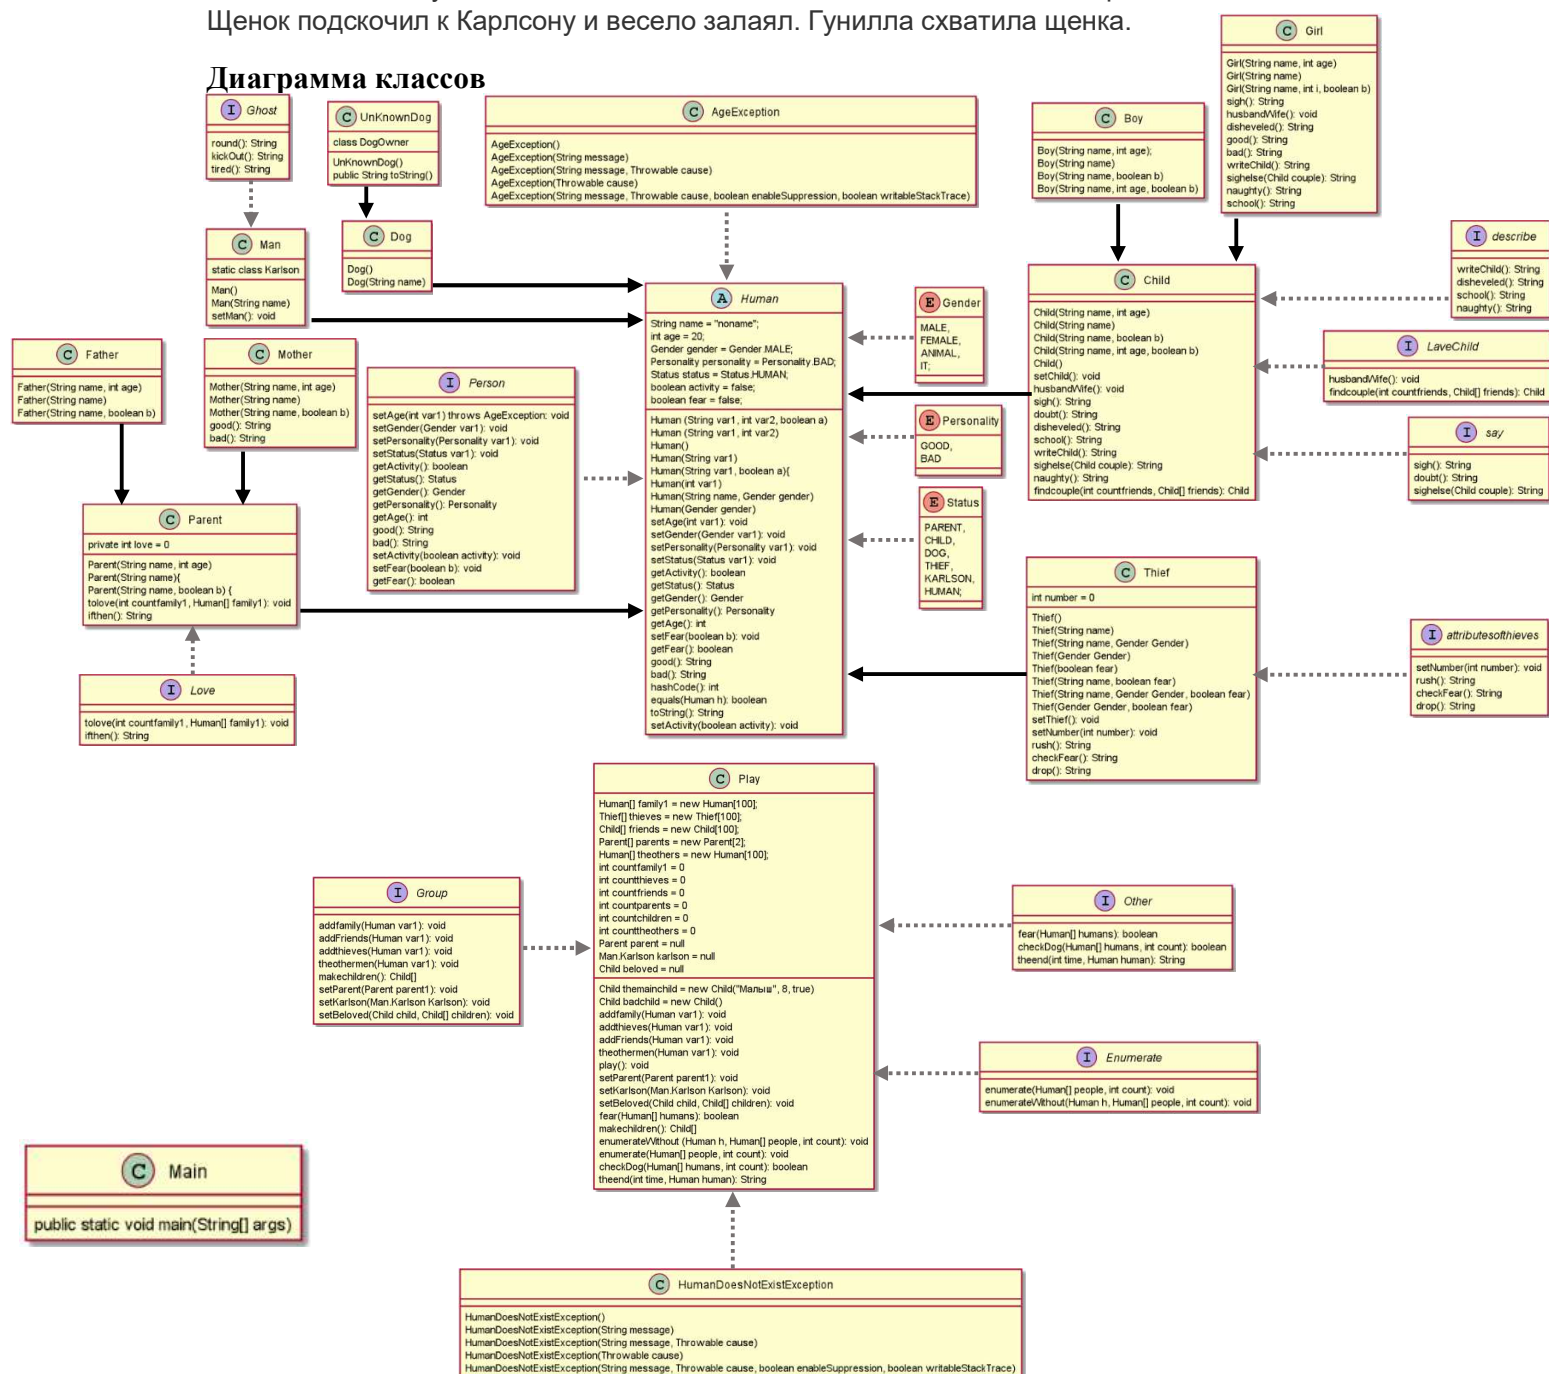 Щенок подскочил к Карлсону и весело залаял. Гунилла схватила щенка.
Диаграмма классов
I Ghost
round(): String
kickOut(): String
tired(): String
C UnKnownDog
class DogOwner
UnKnownDog()
public String toString()
C AgeException
AgeException()
AgeException(String message)
AgeException(String message, Throwable cause)
AgeException(Throwable cause)
AgeException(String message, Throwable cause, boolean enableSuppression, boolean writableStackTrace)
C Boy
Boy(String name, int age);
Boy(String name)
Boy(String name, boolean b)
Boy(String name, int age, boolean b)
C Girl
Girl(String name, int age)
Girl(String name)
Girl(String name, int i, boolean b)
sigh(): String
husbandWife(): void
disheveled(): String
good(): String
bad(): String
writeChild(): String
sighelse(Child couple): String
naughty(): String
school(): String
C Man
static class Karlson
Man()
Man(String name)
setMan(): void
C Dog
Dog()
Dog(String name)
I describe
writeChild(): String
disheveled(): String
school(): String
naughty(): String
C Father
Father(String name, int age)
Father(String name)
Father(String name, boolean b)
C Mother
Mother(String name, int age)
Mother(String name)
Mother(String name, boolean b)
good(): String
bad(): String
I Person
setAge(int var1) throws AgeException: void
setGender(Gender var1): void
setPersonality(Personality var1): void
setStatus(Status var1): void
getActivity(): boolean
getStatus(): Status
getGender(): Gender
getPersonality(): Personality
getAge(): int
good(): String
bad(): String
setActivity(boolean activity): void
setFear(boolean b): void
getFear(): boolean
A Human
String name = "noname";
int age = 20;
Gender gender = Gender.MALE;
Personality personality = Personality.BAD;
Status status = Status.HUMAN;
boolean activity = false;
boolean fear = false;
Human (String var1, int var2, boolean a)
Human (String var1, int var2)
Human()
Human(String var1)
Human(String var1, boolean a){
Human(int var1)
Human(String name, Gender gender)
Human(Gender gender)
setAge(int var1): void
setGender(Gender var1): void
setPersonality(Personality var1): void
setStatus(Status var1): void
getActivity(): boolean
getStatus(): Status
getGender(): Gender
getPersonality(): Personality
getAge(): int
setFear(boolean b): void
getFear(): boolean
good(): String
bad(): String
hashCode(): int
equals(Human h): boolean
toString(): String
setActivity(boolean activity): void
E Gender
MALE,
FEMALE,
ANIMAL,
IT;
E Personality
GOOD,
BAD
E Status
PARENT,
CHILD,
DOG,
THIEF,
KARLSON,
HUMAN;
C Child
Child(String name, int age)
Child(String name)
Child(String name, boolean b)
Child(String name, int age, boolean b)
Child()
setChild(): void
husbandWife(): void
sigh(): String
doubt(): String
disheveled(): String
school(): String
writeChild(): String
sighelse(Child couple): String
naughty(): String
findcouple(int countfriends, Child[] friends): Child
I LaveChild
husbandWife(): void
findcouple(int countfriends, Child[] friends): Child
I say
sigh(): String
doubt(): String
sighelse(Child couple): String
C Parent
private int love = 0
Parent(String name, int age)
Parent(String name){
Parent(String name, boolean b) {
tolove(int countfamily1, Human[] family1): void
ifthen(): String
I Love
tolove(int countfamily1, Human[] family1): void
ifthen(): String
C Thief
int number = 0
Thief()
Thief(String name)
Thief(String name, Gender Gender)
Thief(Gender Gender)
Thief(boolean fear)
Thief(String name, boolean fear)
Thief(String name, Gender Gender, boolean fear)
Thief(Gender Gender, boolean fear)
setThief(): void
setNumber(int number): void
rush(): String
checkFear(): String
drop(): String
I attributesofthieves
setNumber(int number): void
rush(): String
checkFear(): String
drop(): String
C Play
Human[] family1 = new Human[100];
Thief[] thieves = new Thief[100];
Child[] friends = new Child[100];
Parent[] parents = new Parent[2];
Human[] theothers = new Human[100];
int countfamily1 = 0
int countthieves = 0
int countfriends = 0
int countparents = 0
int countchildren = 0
int counttheothers = 0
Parent parent = null
Man.Karlson karlson = null
Child beloved = null
Child themainchild = new Child("Малыш", 8, true)
Child badchild = new Child()
addfamily(Human var1): void
addthieves(Human var1): void
addFriends(Human var1): void
theothermen(Human var1): void
play(): void
setParent(Parent parent1): void
setKarlson(Man.Karlson Karlson): void
setBeloved(Child child, Child[] children): void
fear(Human[] humans): boolean
makechildren(): Child[]
enumerateWithout (Human h, Human[] people, int count): void
enumerate(Human[] people, int count): void
checkDog(Human[] humans, int count): boolean
theend(int time, Human human): String
I Group
addfamily(Human var1): void
addFriends(Human var1): void
addthieves(Human var1): void
theothermen(Human var1): void
makechildren(): Child[]
setParent(Parent parent1): void
setKarlson(Man.Karlson Karlson): void
setBeloved(Child child, Child[] children): void
I Other
fear(Human[] humans): boolean
checkDog(Human[] humans, int count): boolean
theend(int time, Human human): String
I Enumerate
enumerate(Human[] people, int count): void
enumerateWithout(Human h, Human[] people, int count): void
C Main
public static void main(String[] args)
C HumanDoesNotExistException
HumanDoesNotExistException()
HumanDoesNotExistException(String message)
HumanDoesNotExistException(String message, Throwable cause)
HumanDoesNotExistException(Throwable cause)
HumanDoesNotExistException(String message, Throwable cause, boolean enableSuppression, boolean writableStackTrace)